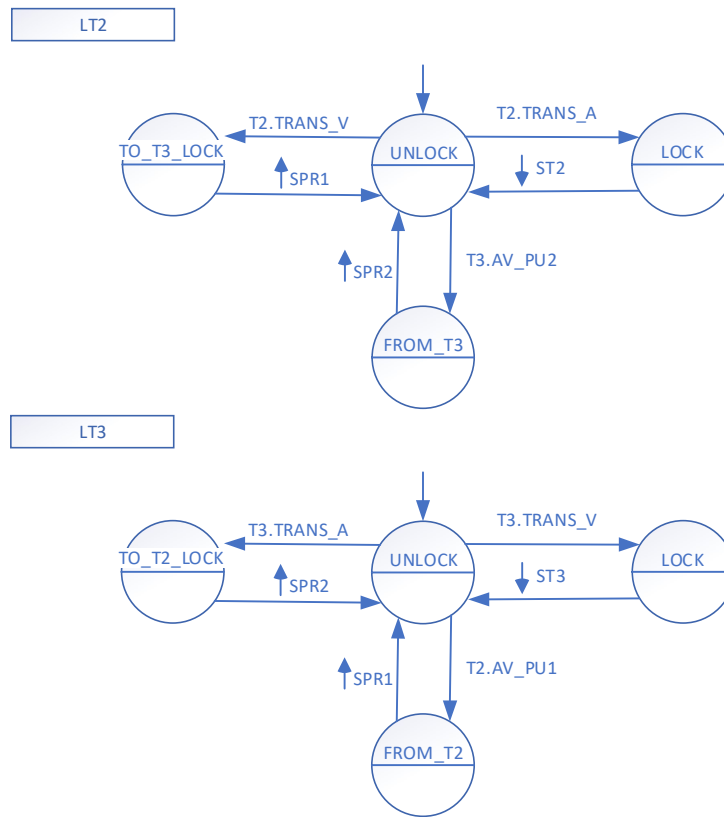 LT2
T2.TRANS_V
T2.TRANS_A
TO_T3_LOCK
UNLOCK
LOCK
SPR1
ST2
SPR2
T3.AV_PU2
FROM_T3
LT3
T3.TRANS_A
T3.TRANS_V
TO_T2_LOCK
UNLOCK
LOCK
SPR2
ST3
SPR1
T2.AV_PU1
FROM_T2